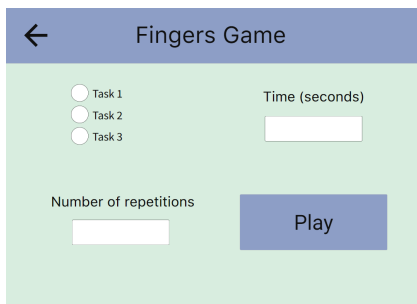 Fingers Game
Task 1
Task 2
Task 3
Time (seconds)
Number of repetitions
Play